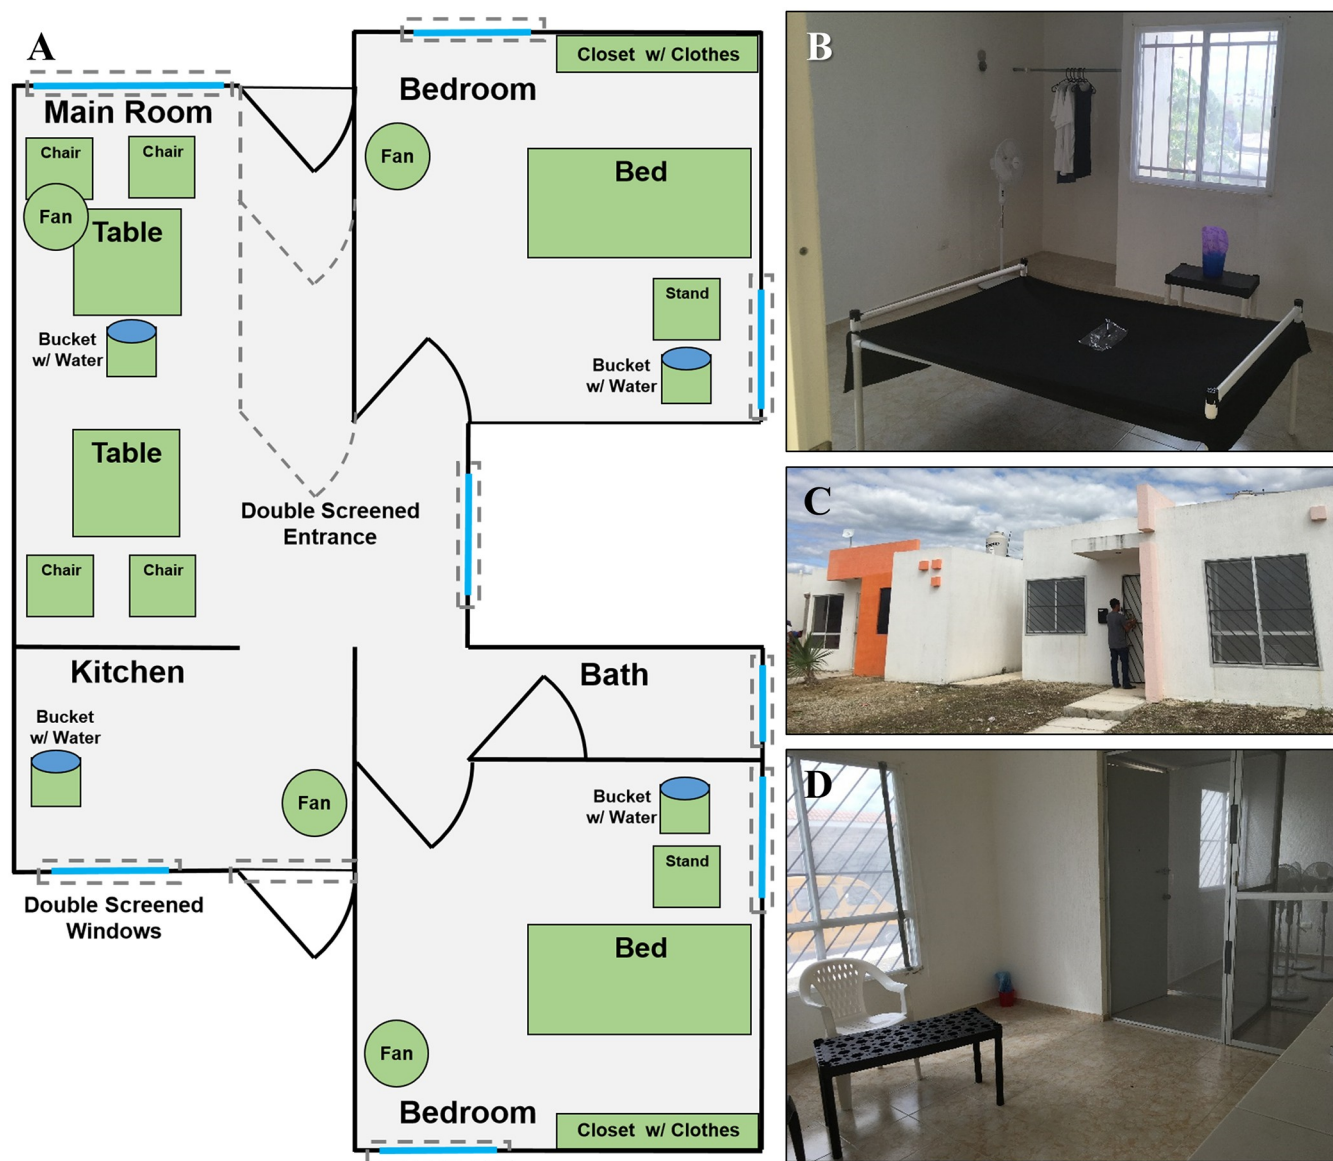 A
Main Room
Chair
Chair
Fan
Table
Bucket
w/ Water
Table
Chair
Chair
Double Screened
Entrance
Bedroom
Closet w/ Clothes
Fan
Bed
Stand
Bucket
w/ Water
Kitchen
Bucket
w/ Water
Fan
Double Screened
Windows
Bath
Bucket
w/ Water
Stand
Bed
Fan
Bedroom
Closet w/ Clothes
B
C
D